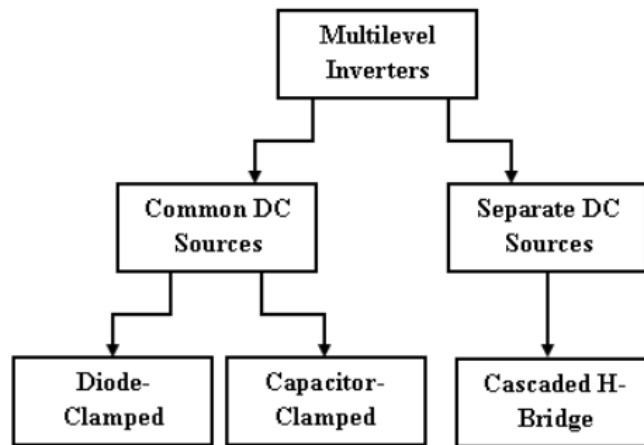 Multilevel
Inverters
Common DC
Sources
Separate DC
Sources
Diode-
Clamped
Capacitor-
Clamped
Cascaded H-
Bridge